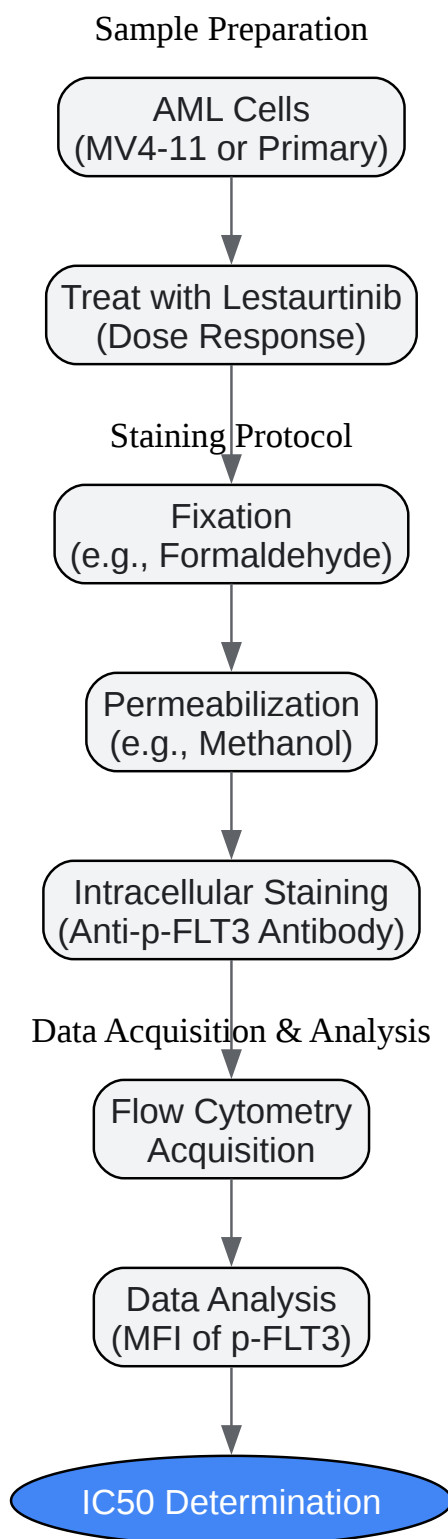 Sample Preparation
AML Cells
(MV4-11 or Primary)
Treat with Lestaurtinib
(Dose Response)
Staining Protocol
Fixation
(e.g., Formaldehyde)
Permeabilization
(e.g., Methanol)
Intracellular Staining
(Anti-p-FLT3 Antibody)
Data Acquisition & Analysis
Flow Cytometry
Acquisition
Data Analysis
(MFI of p-FLT3)
IC50 Determination